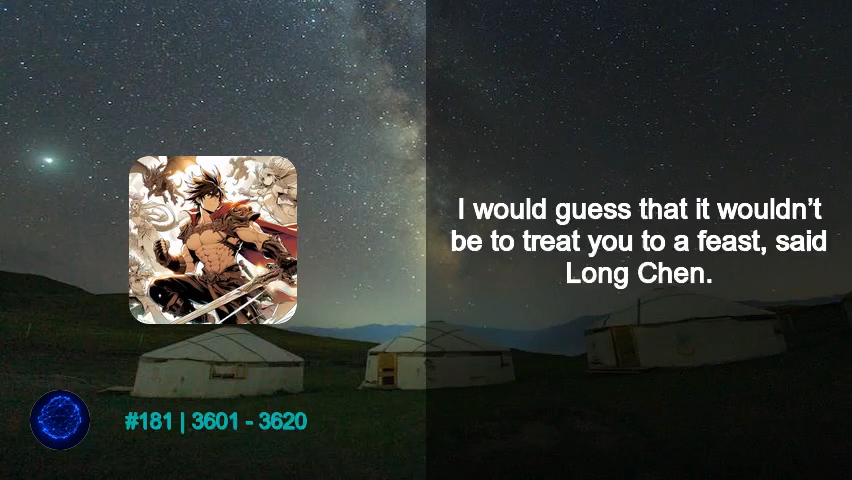 I would guess that it wouldn’t
be to treat you to a feast, said
Long Chen.
#181 | 3601 - 3620